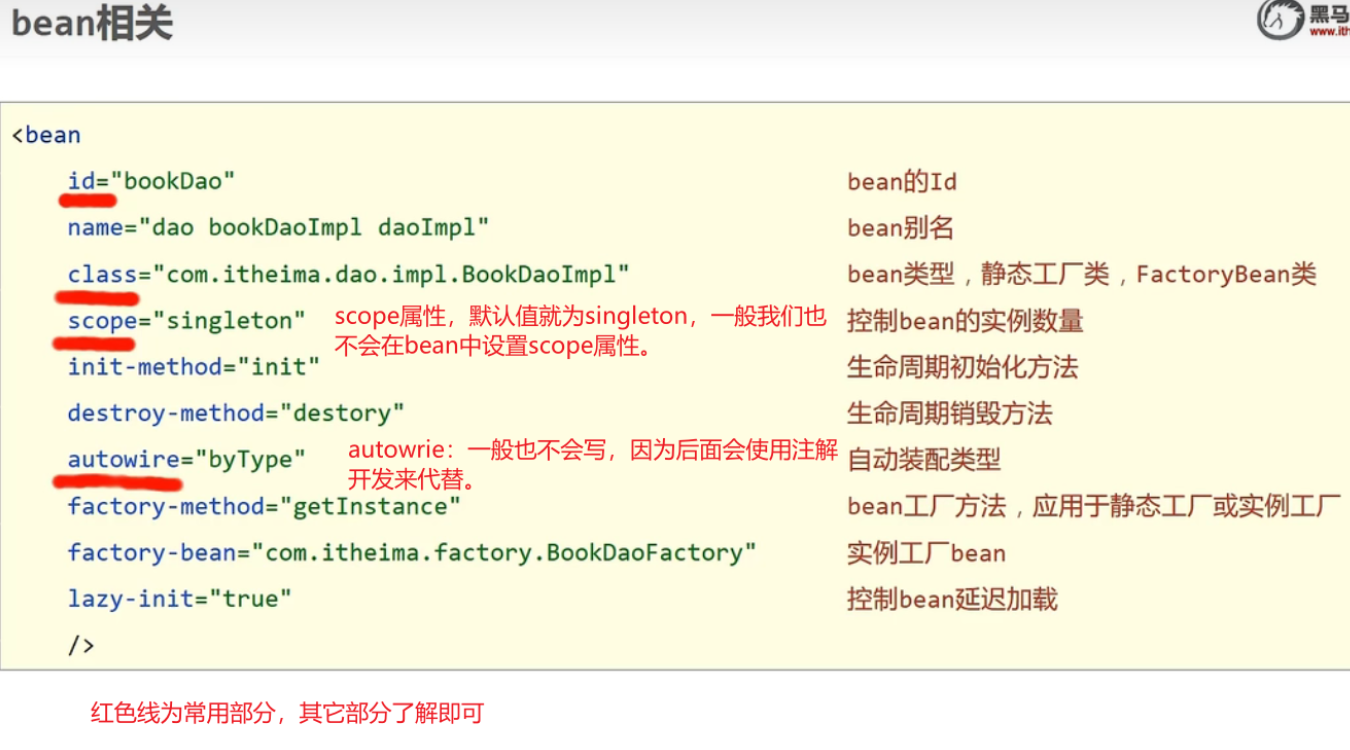 bean相关
黑马
www.ith
<bean
id="bookDao" bean的Id
name="dao bookDaoImpl daoImpl" bean别名
class="com.itheima.dao.impl.BookDaoImpl" bean类型，静态工厂类，FactoryBean类
scope="singleton" 控制bean的实例数量
scope属性，默认值就为singleton，一般我们也
不会在bean中设置scope属性。
init-method="init" 生命周期初始化方法
destroy-method="destory" 生命周期销毁方法
autowire="byType" 自动装配类型
autowrie：一般也不会写，因为后面会使用注解
开发来代替。
factory-method="getInstance" bean工厂方法，应用于静态工厂或实例工厂
factory-bean="com.itheima.factory.BookDaoFactory" 实例工厂bean
lazy-init="true" 控制bean延迟加载
/>
红色线为常用部分，其它部分了解即可